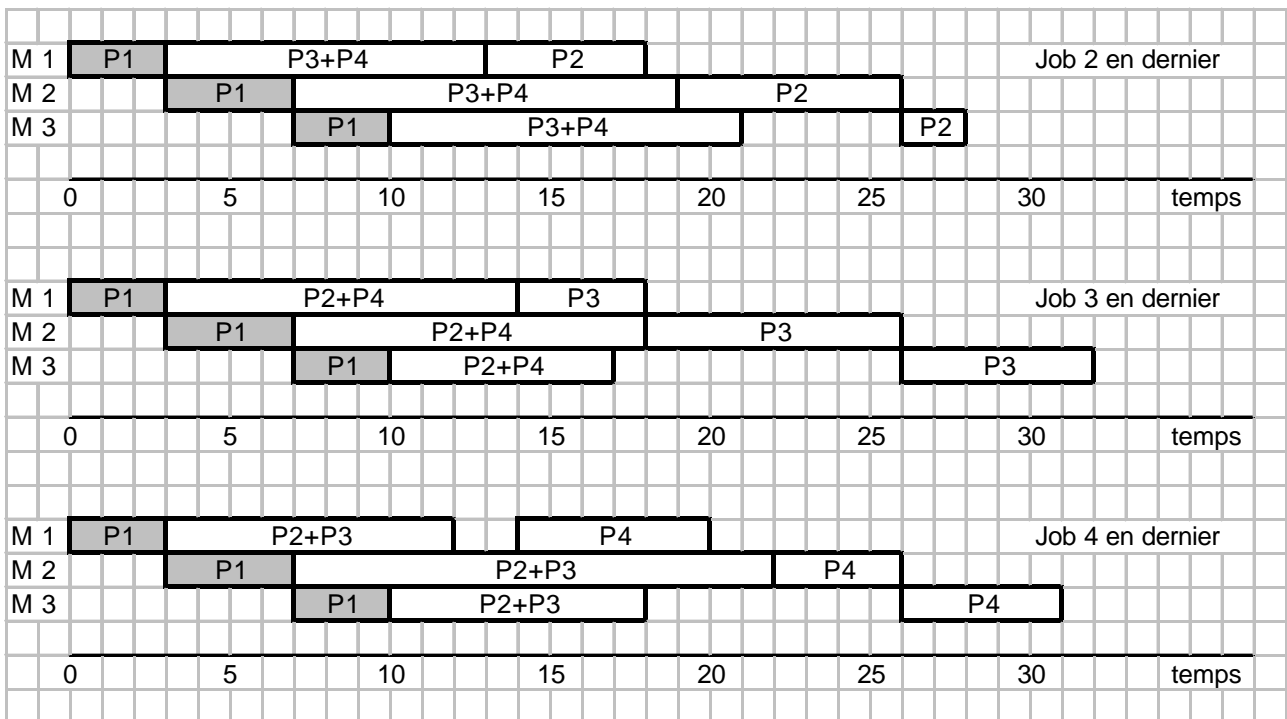 M 1 P1 P3+P4 P2 Job 2 en dernier
M 2 P1 P3+P4 P2
M 3 P1 P3+P4 P2
0 5 10 15 20 25 30 temps
M 1 P1 P2+P4 P3 Job 3 en dernier
M 2 P1 P2+P4 P3
M 3 P1 P2+P4 P3
0 5 10 15 20 25 30 temps
M 1 P1 P2+P3 P4 Job 4 en dernier
M 2 P1 P2+P3 P4
M 3 P1 P2+P3 P4
0 5 10 15 20 25 30 temps